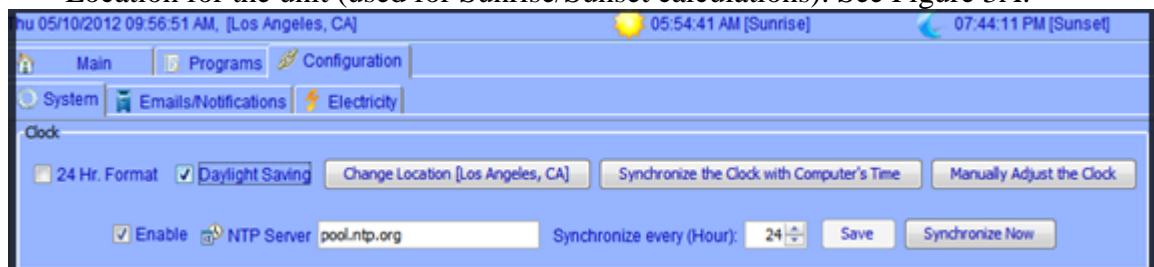 Location for the unit (used for Sunrise/Sunset calculations). See Figure 3A.
Thu 05/10/2012 09:56:51 AM, [Los Angeles, CA] 05:54:41 AM [Sunrise] 07:44:11 PM [Sunset]
Main Programs Configuration
System Emails/Notifications Electricity
Clock
24 Hr. Format Daylight Saving Change Location [Los Angeles, CA] Synchronize the Clock with Computer's Time Manually Adjust the Clock
Enable NTP Server pool.ntp.org Synchronize every (Hour): 24 Save Synchronize Now